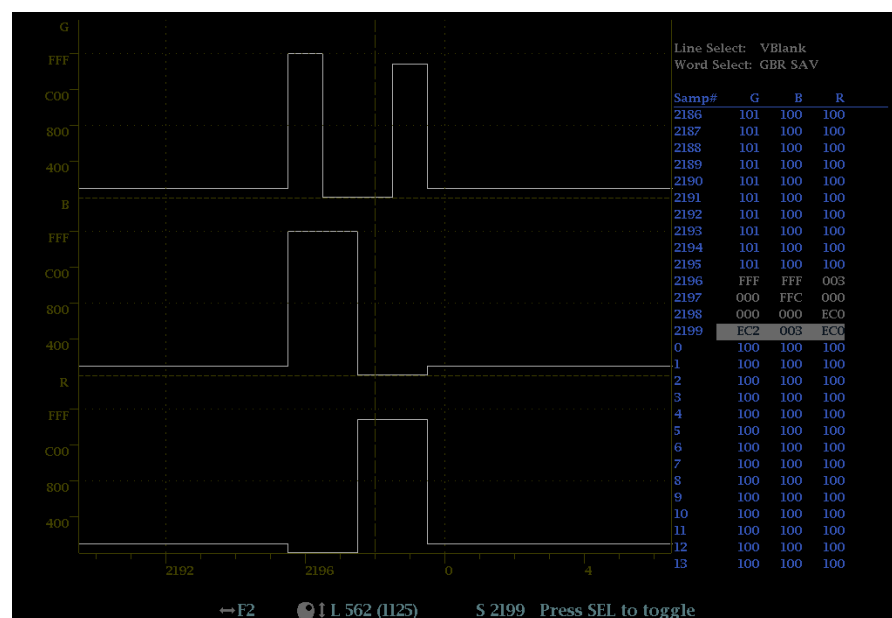 G
FFF
C00
800
400
B
FFF
C00
800
400
R
FFF
C00
800
400
2192 2196 0 4
Line Select: VBlank
Word Select: GBR SAV
Samp# G B R
2186 101 100 100
2187 101 100 100
2188 101 100 100
2189 101 100 100
2190 101 100 100
2191 101 100 100
2192 101 100 100
2193 101 100 100
2194 101 100 100
2195 101 100 100
2196 FFF FFF 003
2197 000 FFC 000
2198 000 000 EC0
2199 EC2 003 EC0
0 100 100 100
1 100 100 100
2 100 100 100
3 100 100 100
4 100 100 100
5 100 100 100
6 100 100 100
7 100 100 100
8 100 100 100
9 100 100 100
10 100 100 100
11 100 100 100
12 100 100 100
13 100 100 100
↔F2 ↕ L 562 (1125) S 2199 Press SEL to toggle